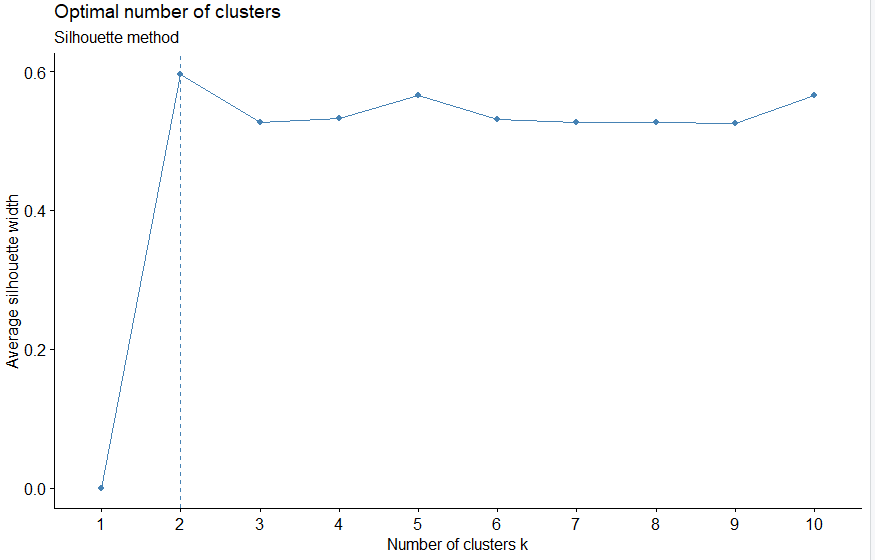 Optimal number of clusters
Silhouette method
Average silhouette width
0.6
0.4
0.2
0.0
1 2 3 4 5 6 7 8 9 10
Number of clusters k